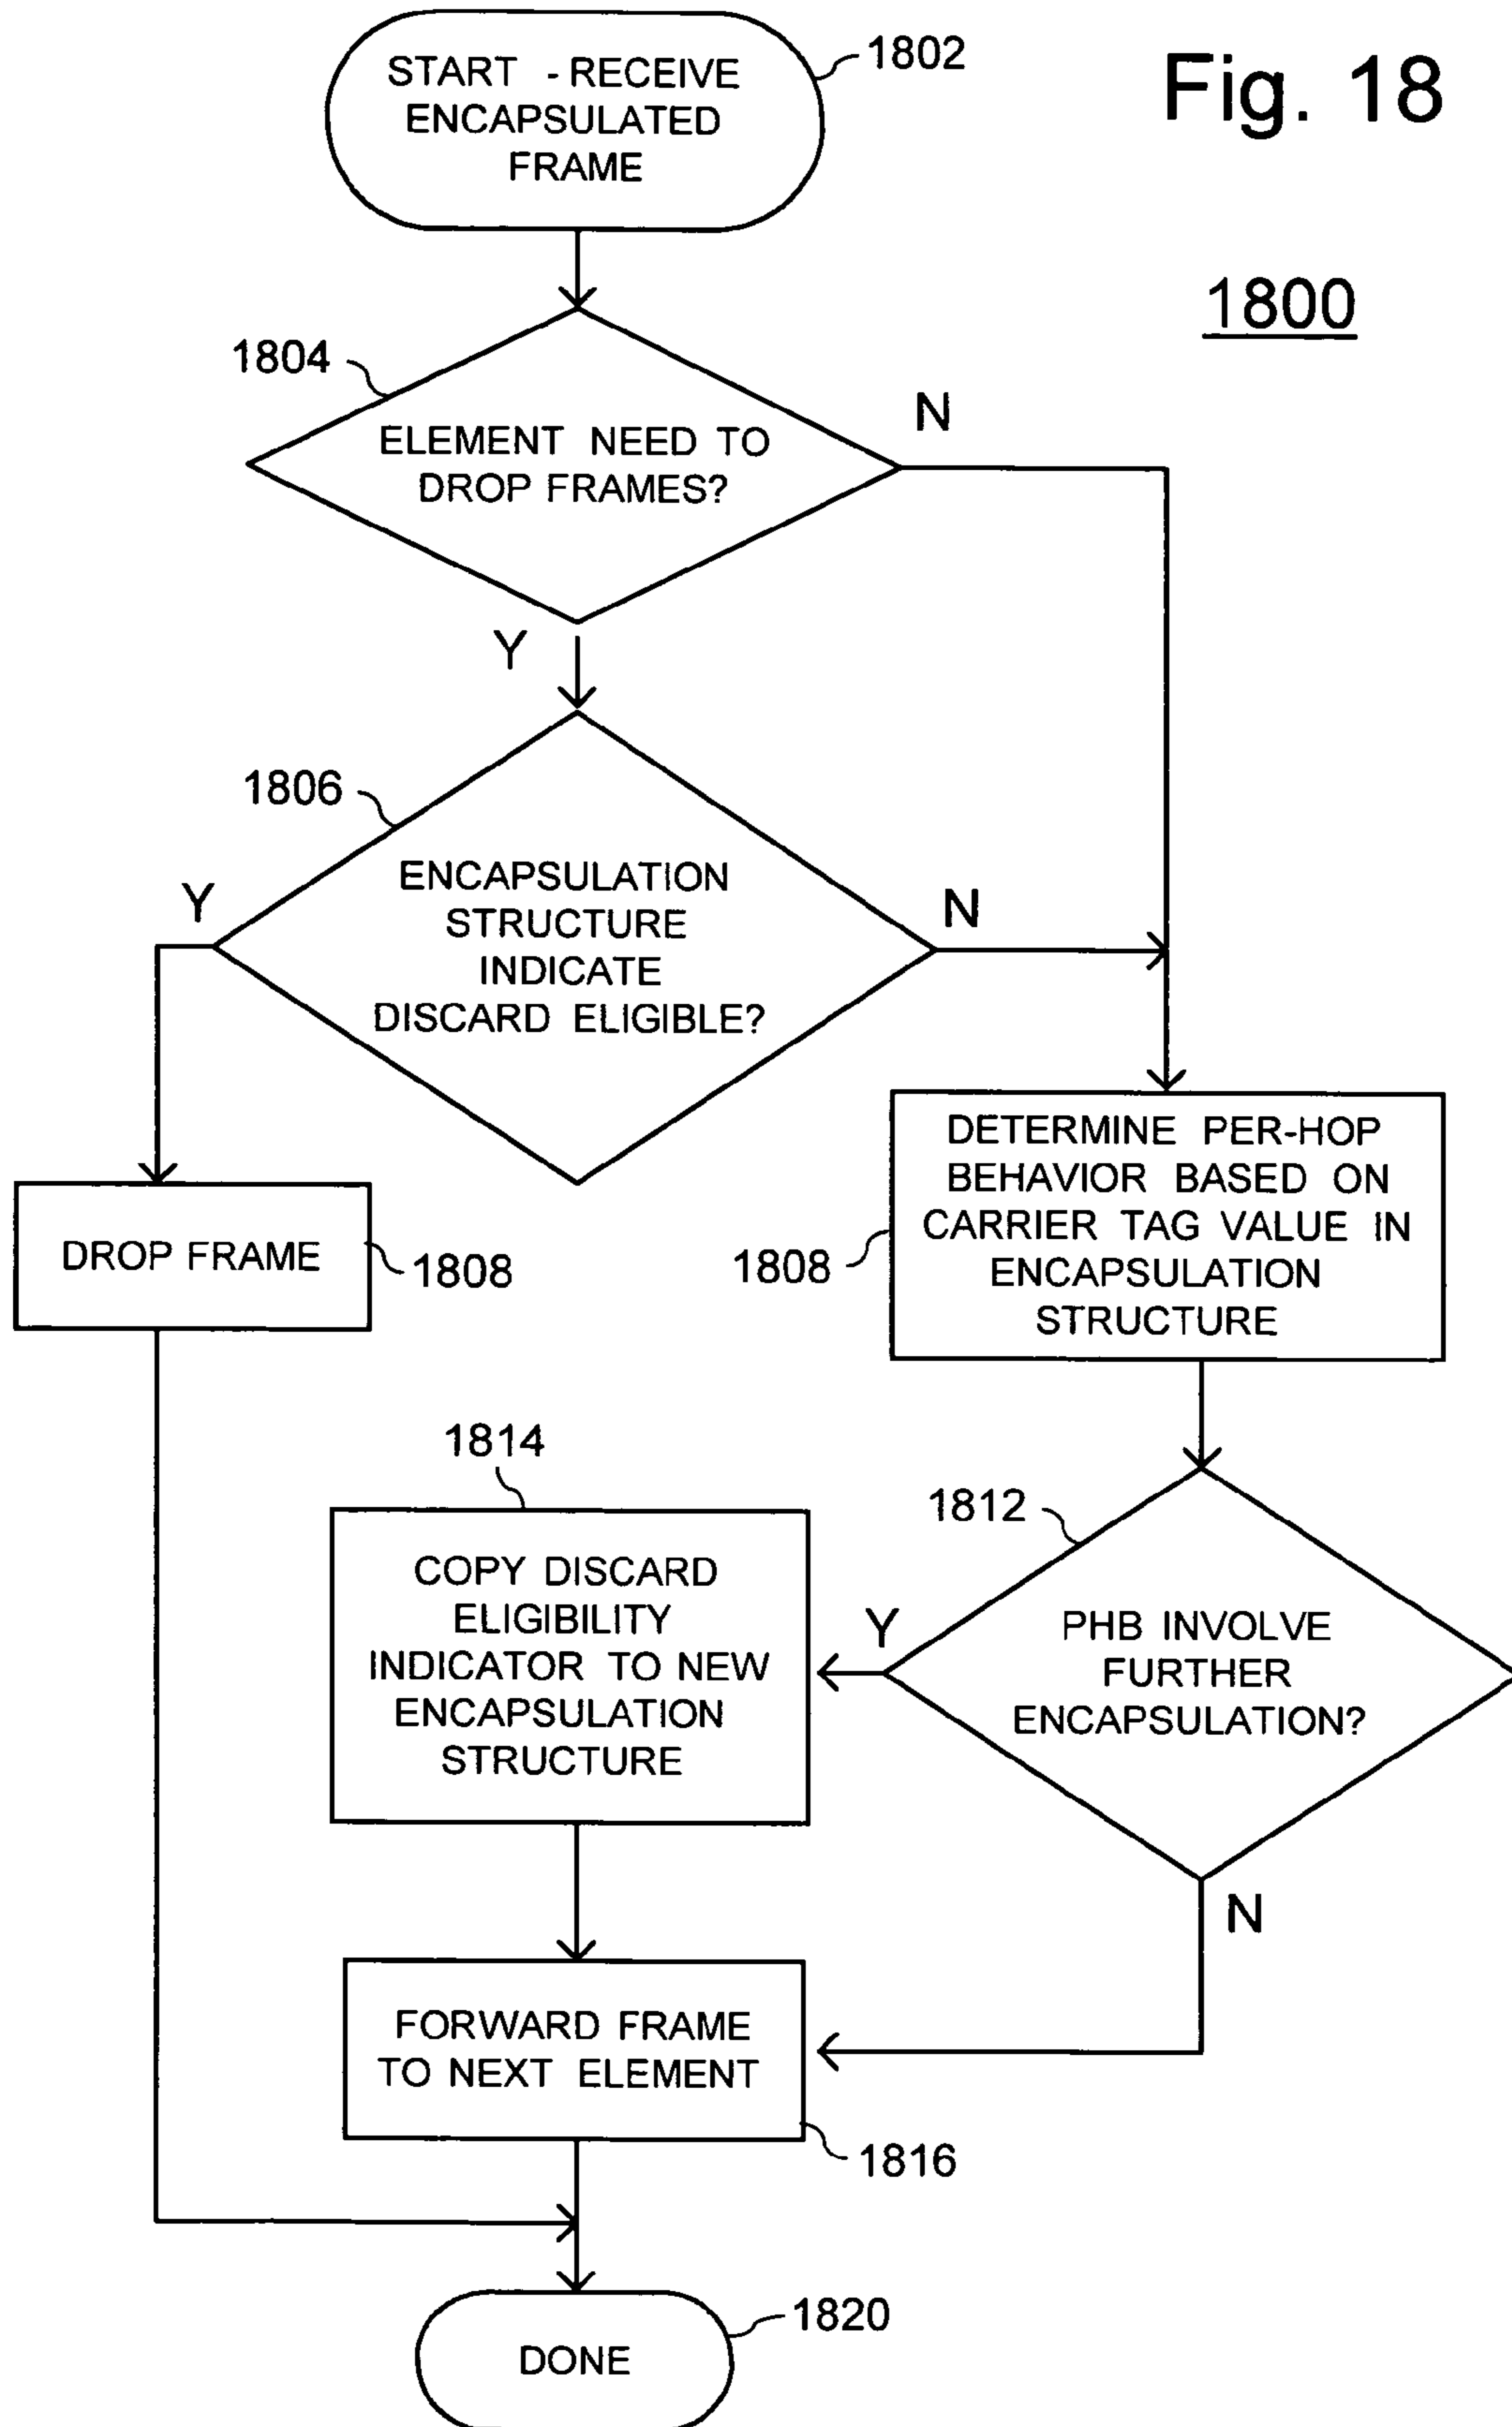 Fig. 18
1800
START - RECEIVE
ENCAPSULATED
FRAME
1802
1804
ELEMENT NEED TO
DROP FRAMES?
N
Y
1806
ENCAPSULATION
STRUCTURE
INDICATE
DISCARD ELIGIBLE?
Y
N
DROP FRAME
1808
DETERMINE PER-HOP
BEHAVIOR BASED ON
CARRIER TAG VALUE IN
ENCAPSULATION
STRUCTURE
1808
1812
PHB INVOLVE
FURTHER
ENCAPSULATION?
Y
N
1814
COPY DISCARD
ELIGIBILITY
INDICATOR TO NEW
ENCAPSULATION
STRUCTURE
FORWARD FRAME
TO NEXT ELEMENT
1816
DONE
1820